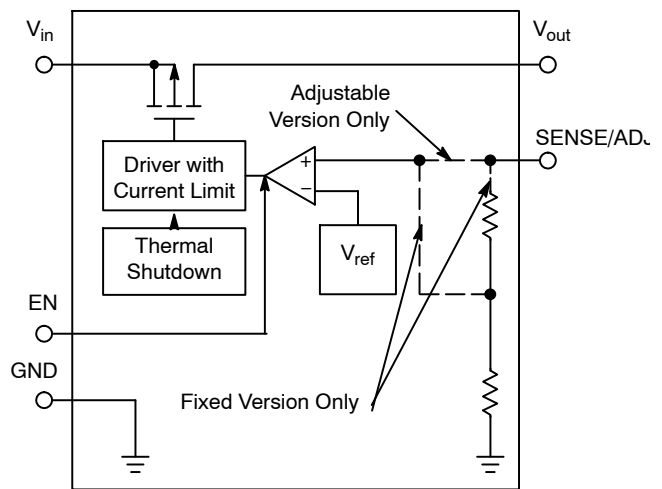 Vin
Vout
Adjustable
Version Only
SENSE/ADJ
Driver with
Current Limit
+
−
Thermal
Shutdown
Vref
EN
GND
Fixed Version Only